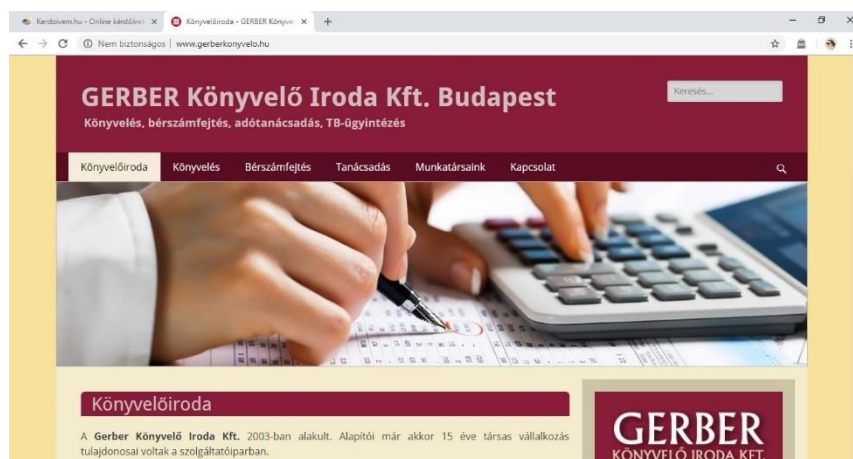 Kerdoivem.hu - Online kérdőívei
Könyvelőiroda - GERBER Könyve
Nem biztonságos | www.gerberkonyvelo.hu
GERBER Könyvelő Iroda Kft. Budapest
Könyvelés, bérszámfejtés, adótanácsadás, TB-ügyintézés
Keresés...
Könyvelőiroda Könyvelés Bérszámfejtés Tanácsadás Munkatársaink Kapcsolat
Könyvelőiroda
A Gerber Könyvelő Iroda Kft. 2003-ban alakult. Alapítói már akkor 15 éve társas vállalkozás
tulajdonosai voltak a szolgáltatóiparban.
GERBER
KÖNYVELŐ IRODA KFT.